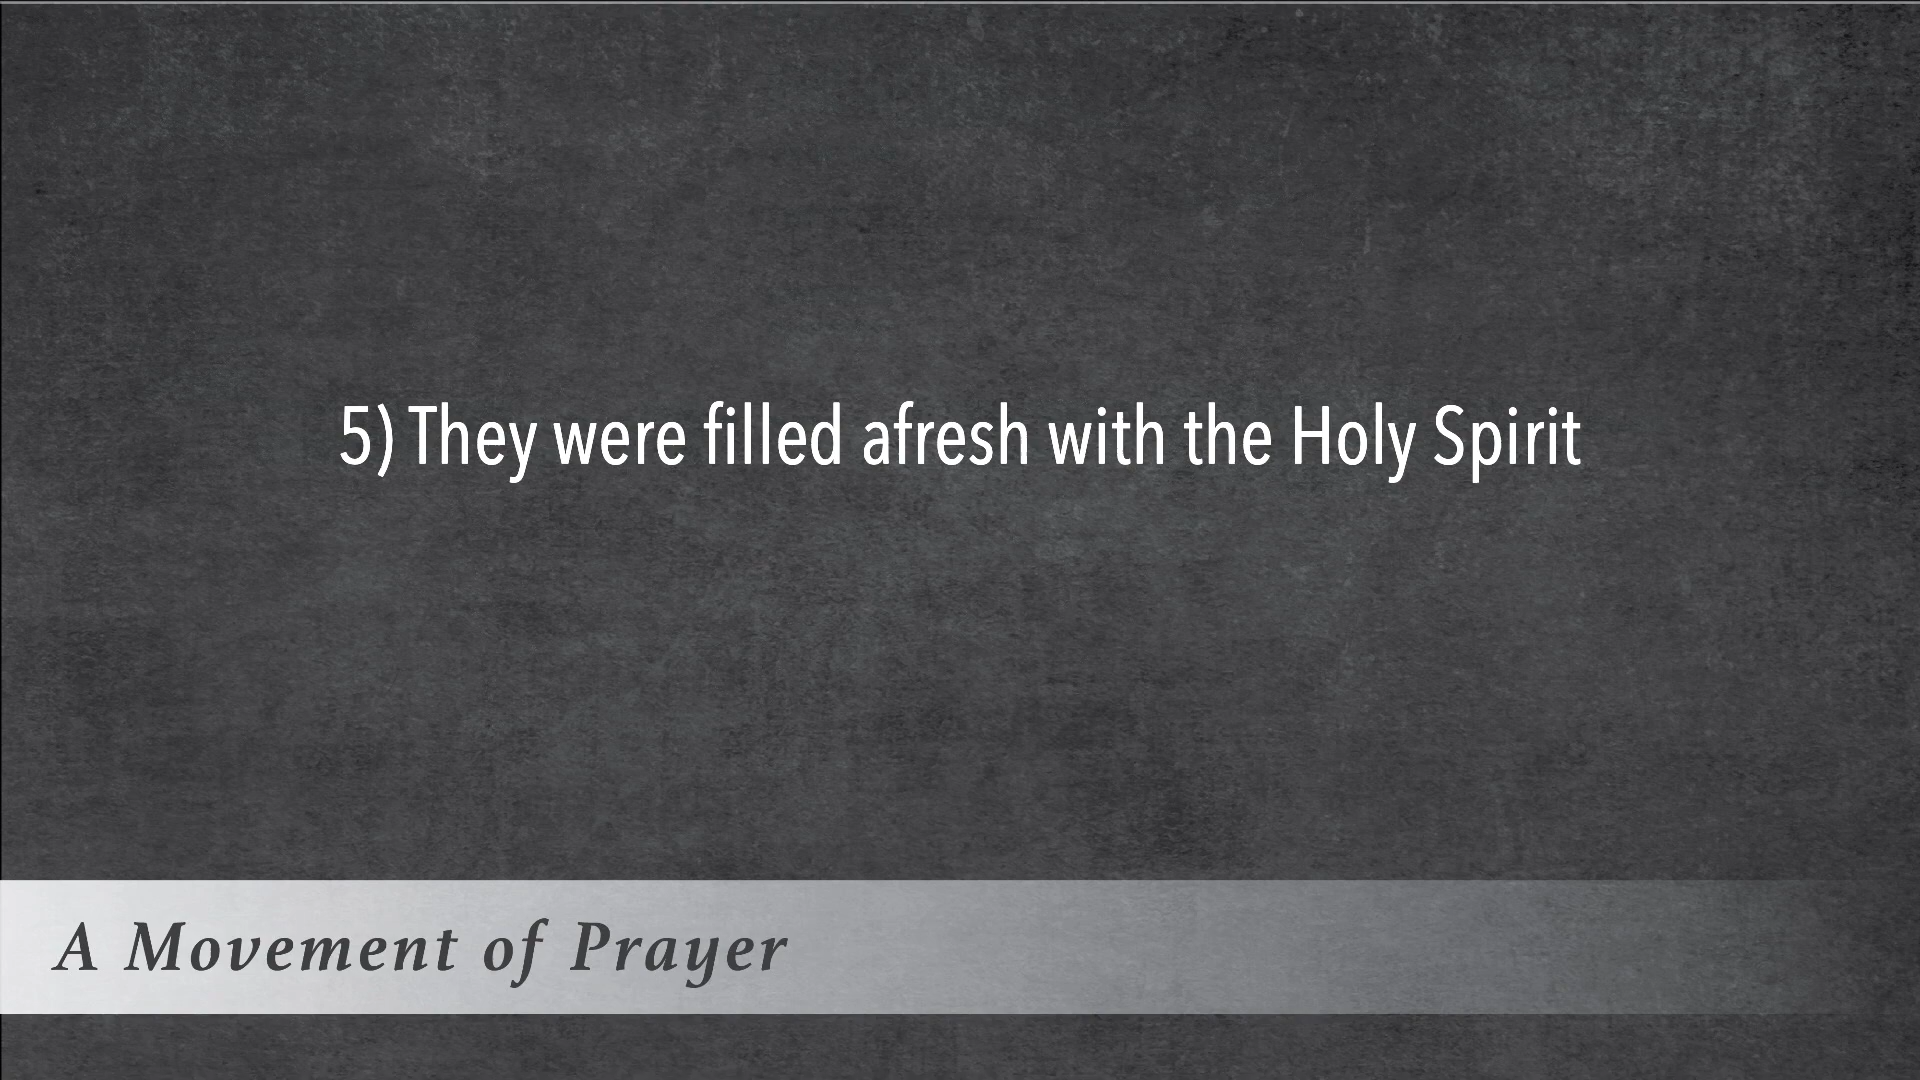 5) They were filled afresh with the Holy Spirit
A Movement of Prayer